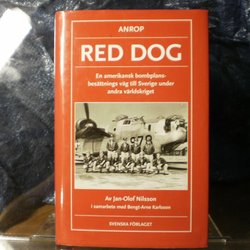 ANROP
RED DOG
En amerikansk bombplans-
besättnings väg till Sverige under
andra världskriget
Av Jan-Olof Nilsson
i samarbete med Bengt-Arne Karlsson
SVENSKA FÖRLAGET